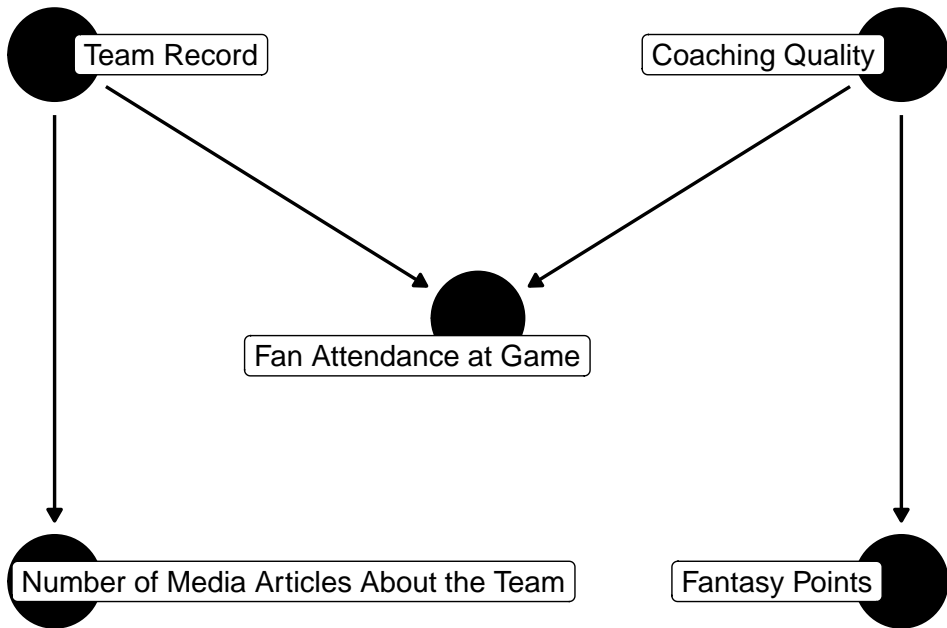 Team Record
Coaching Quality
Fan Attendance at Game
Number of Media Articles About the Team
Fantasy Points